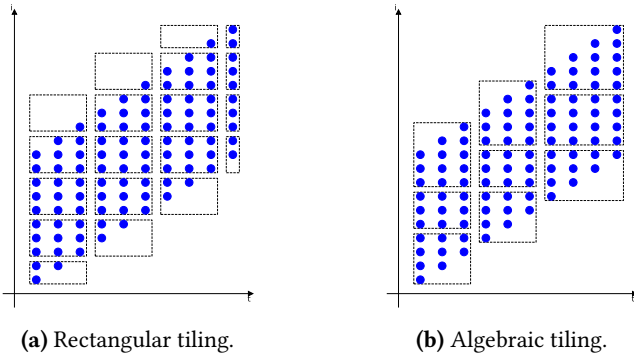 i
i
t
t
(a) Rectangular tiling.
(b) Algebraic tiling.